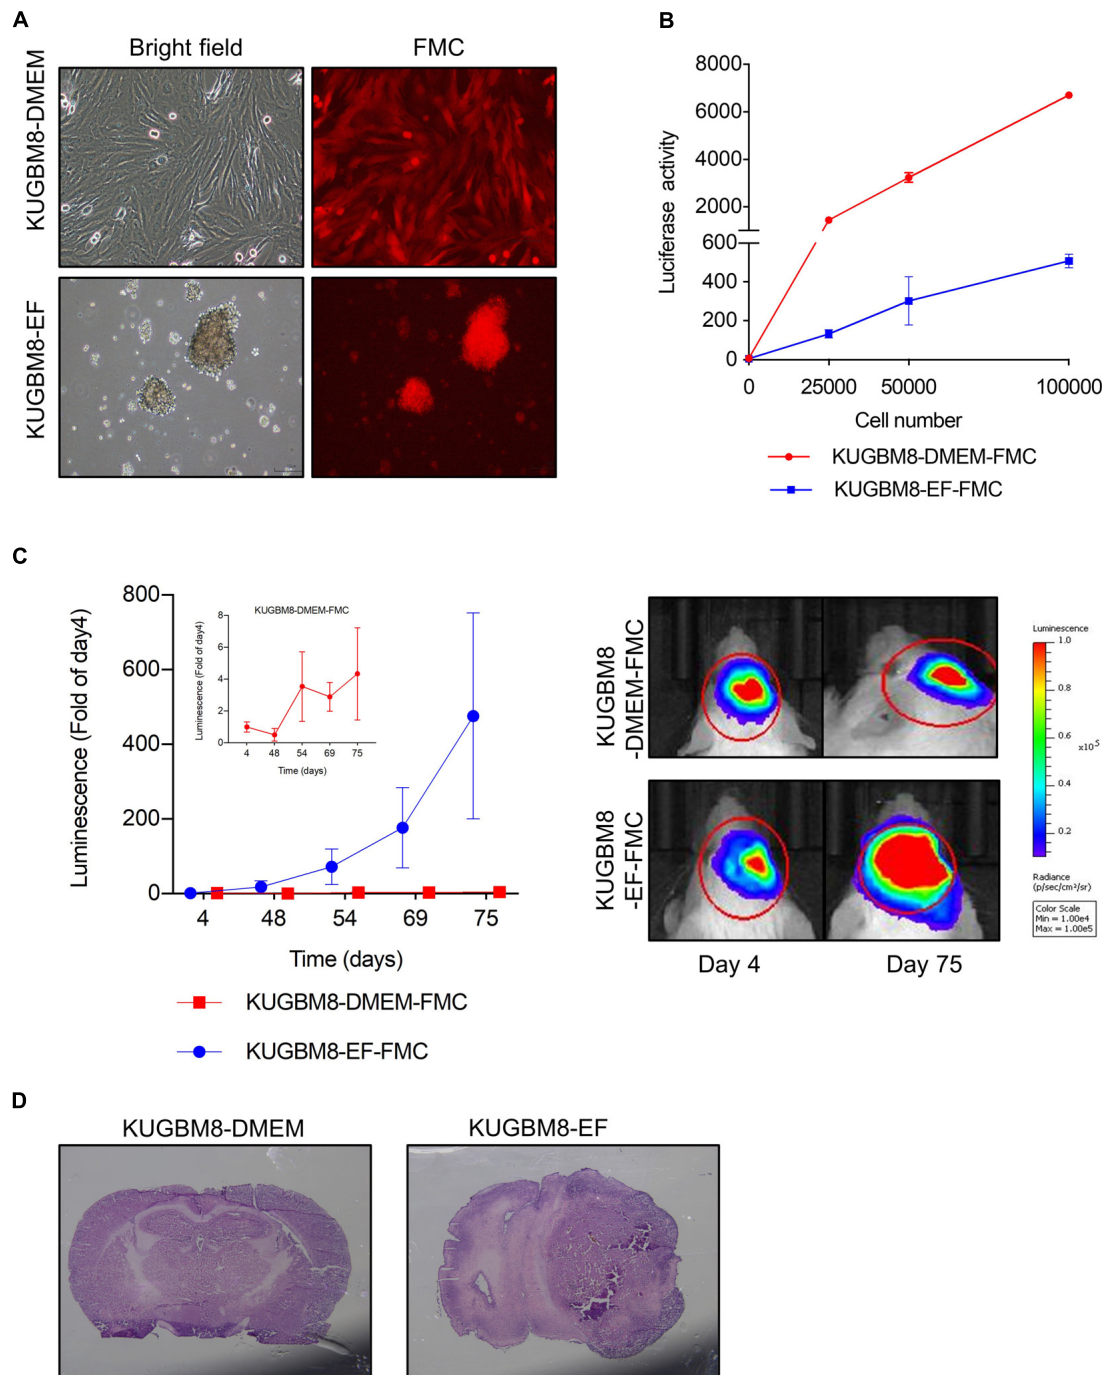 A
Bright field
FMC
KUGBM8-DMEM
KUGBM8-EF
B
Luciferase activity
8000
6000
4000
2000
600
400
200
0
0
25000
50000
100000
Cell number
KUGBM8-DMEM-FMC
KUGBM8-EF-FMC
C
Luminescence (Fold of day4)
800
600
400
200
0
4
48
54
69
75
Time (days)
KUGBM8-DMEM-FMC
Luminescence (Fold of day4)
8
6
4
2
0
4
48
54
69
75
Time (days)
KUGBM8-DMEM-FMC
KUGBM8-EF-FMC
KUGBM8
-DMEM-FMC
KUGBM8
-EF-FMC
Day 4
Day 75
Luminescence
1.0
0.8
0.6
x10⁵
0.4
0.2
Radiance
(p/sec/cm²/sr)
Color Scale
Min = 1.00e4
Max = 1.00e5
D
KUGBM8-DMEM
KUGBM8-EF